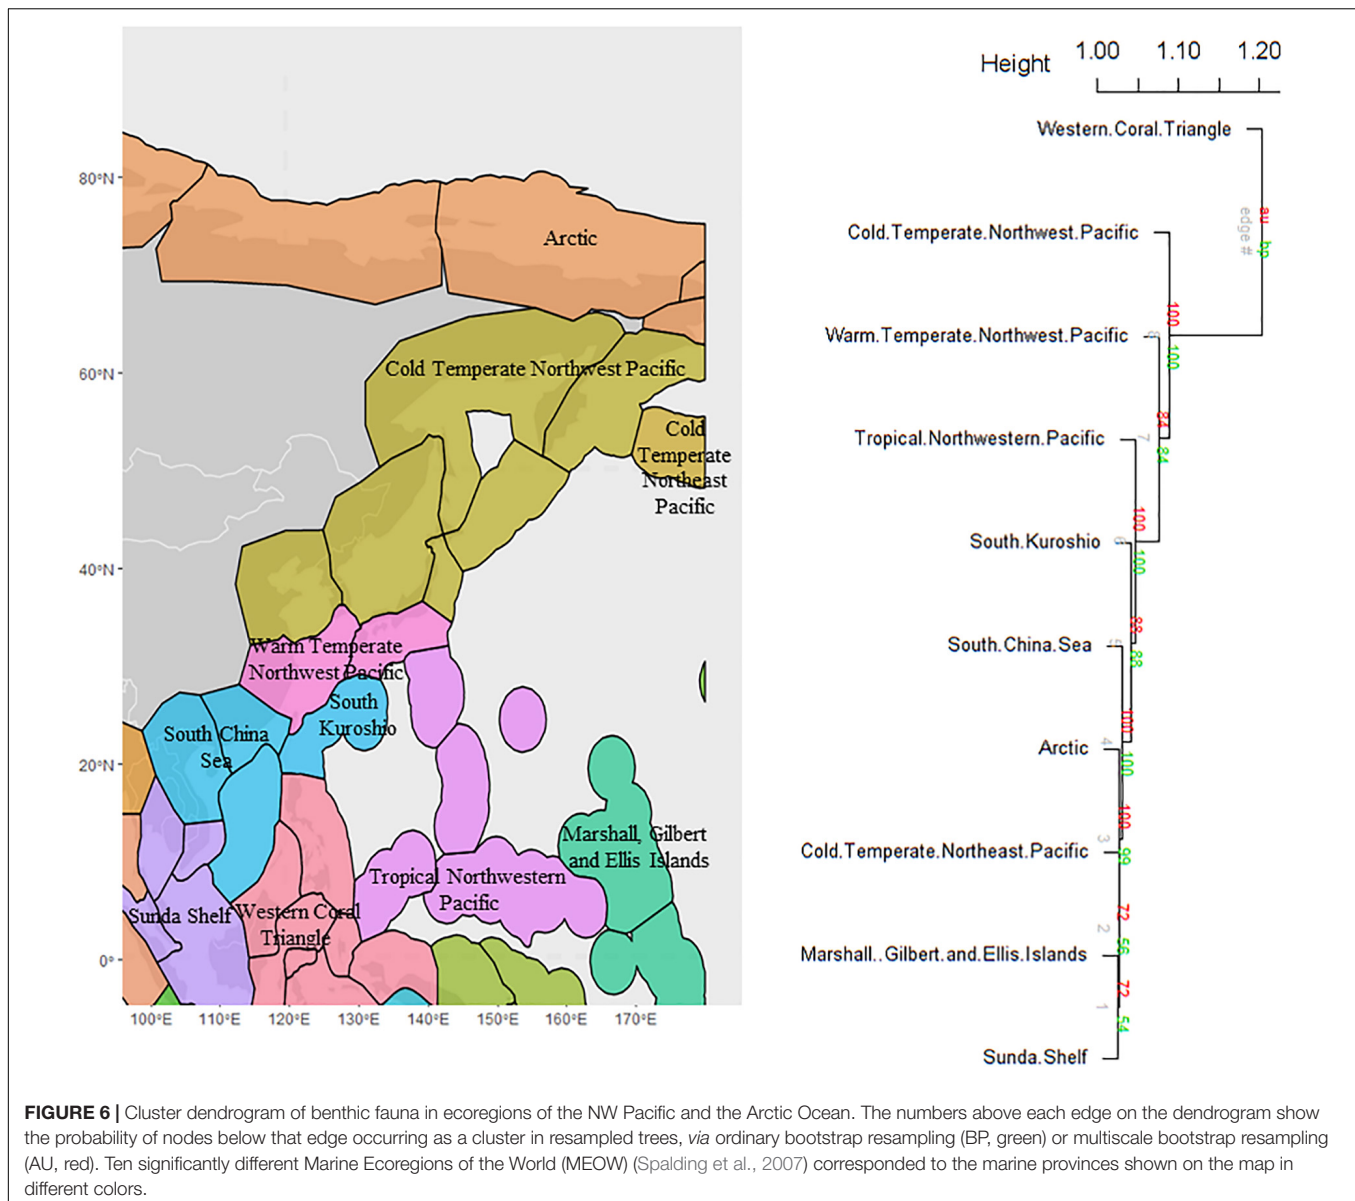 80°N
60°N
40°N
20°N
0°
100°E 110°E 120°E 130°E 140°E 150°E 160°E 170°E
Arctic
Cold Temperate Northwest Pacific
Cold
Temperate
Northeast
Pacific
Warm Temperate
Northwest Pacific
South
Kuroshio
South China
Sea
Marshall, Gilbert
and Ellis Islands
Tropical Northwestern
Pacific
Sunda Shelf
Western Coral
Triangle
Height
1.00 1.10 1.20
Western.Coral.Triangle
au
bp
edge #
Cold.Temperate.Northwest.Pacific
100
100
8
Warm.Temperate.Northwest.Pacific
84
84
7
Tropical.Northwestern.Pacific
100
100
6
South.Kuroshio
88
88
5
South.China.Sea
100
100
4
Arctic
100
99
3
Cold.Temperate.Northeast.Pacific
72
56
2
Marshall..Gilbert.and.Ellis.Islands
72
54
1
Sunda.Shelf
FIGURE 6 | Cluster dendrogram of benthic fauna in ecoregions of the NW Pacific and the Arctic Ocean. The numbers above each edge on the dendrogram show
the probability of nodes below that edge occurring as a cluster in resampled trees, via ordinary bootstrap resampling (BP, green) or multiscale bootstrap resampling
(AU, red). Ten significantly different Marine Ecoregions of the World (MEOW) (Spalding et al., 2007) corresponded to the marine provinces shown on the map in
different colors.